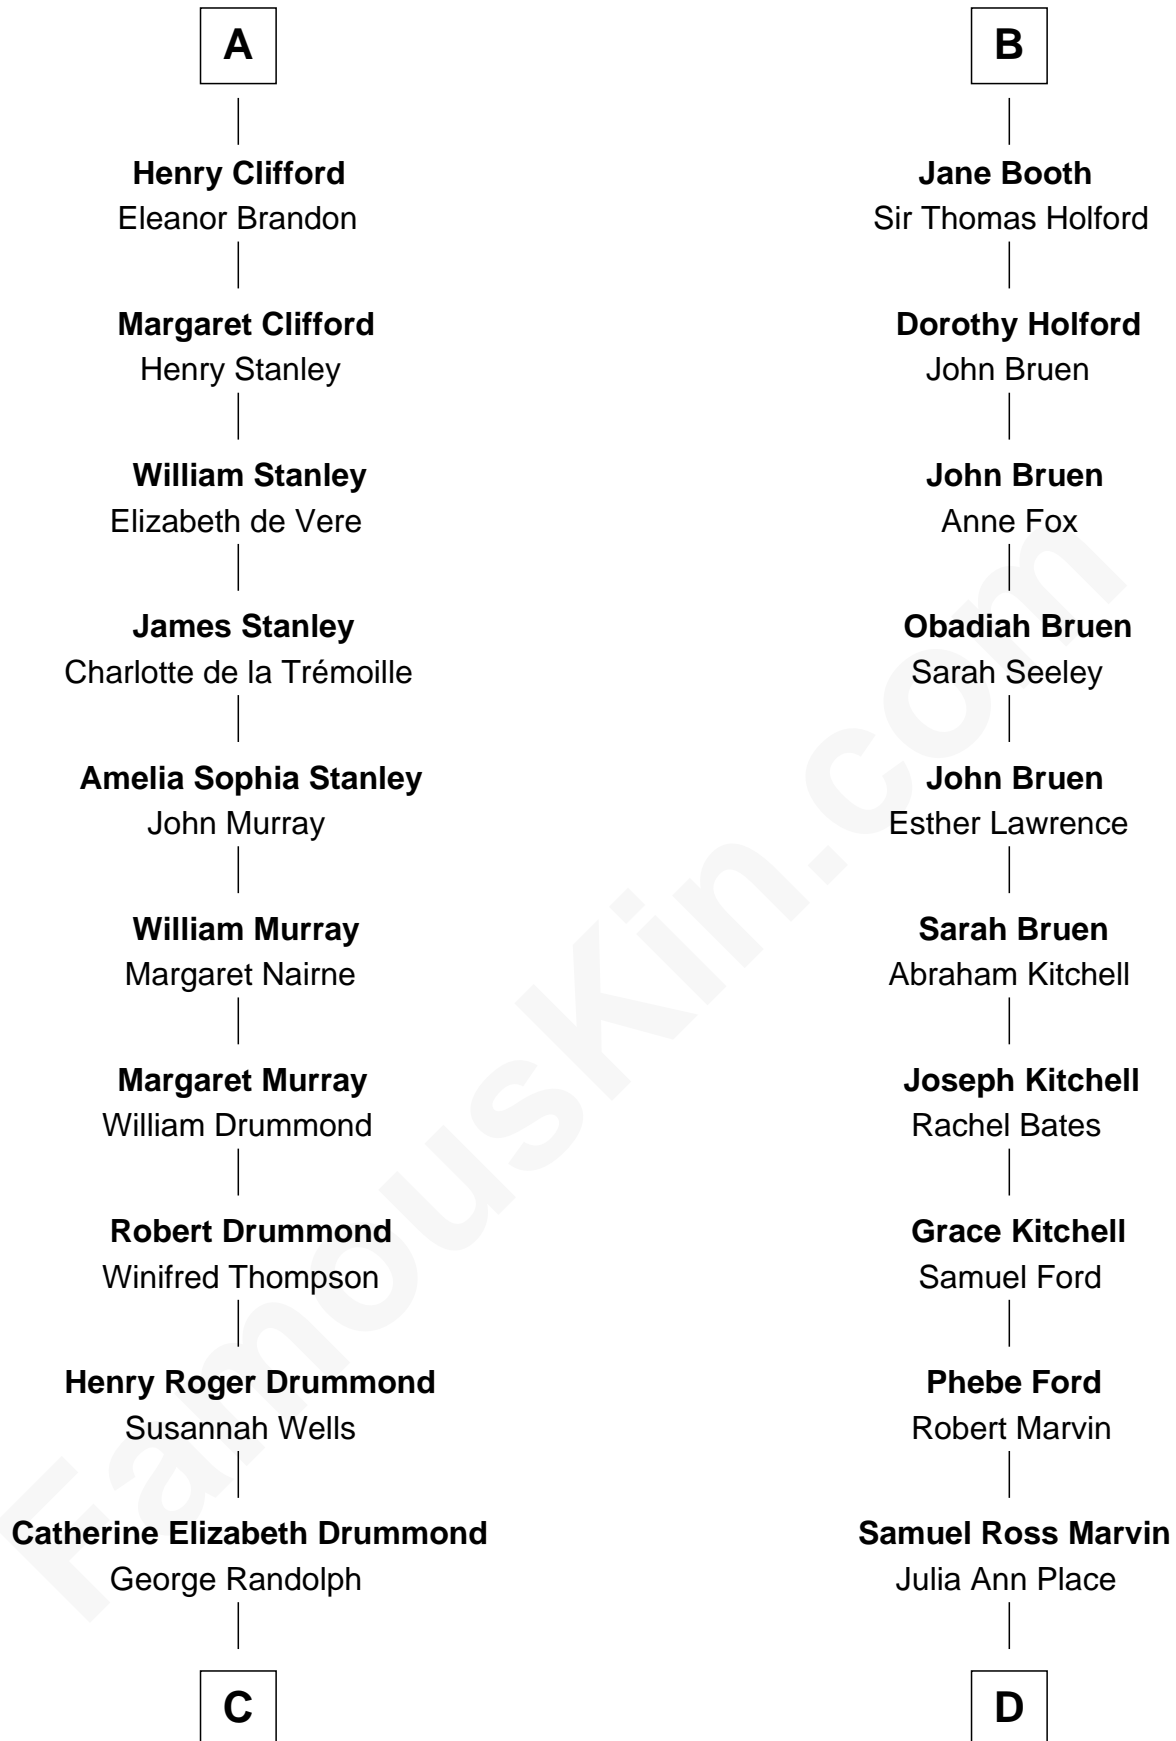 A
Henry Clifford
Eleanor Brandon
Margaret Clifford
Henry Stanley
William Stanley
Elizabeth de Vere
James Stanley
Charlotte de la Trémoille
Amelia Sophia Stanley
John Murray
William Murray
Margaret Nairne
Margaret Murray
William Drummond
Robert Drummond
Winifred Thompson
Henry Roger Drummond
Susannah Wells
Catherine Elizabeth Drummond
George Randolph
C
B
Jane Booth
Sir Thomas Holford
Dorothy Holford
John Bruen
John Bruen
Anne Fox
Obadiah Bruen
Sarah Seeley
John Bruen
Esther Lawrence
Sarah Bruen
Abraham Kitchell
Joseph Kitchell
Rachel Bates
Grace Kitchell
Samuel Ford
Phebe Ford
Robert Marvin
Samuel Ross Marvin
Julia Ann Place
D
FamousKin.com